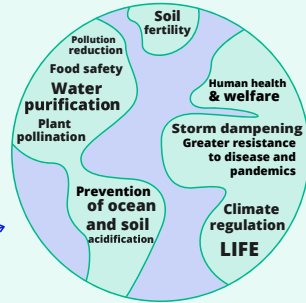 Soil
fertility
Pollution
reduction
Food safety
Water
purification
Plant
pollination
Human health
& welfare
Storm dampening
Greater resistance
to disease and
pandemics
Prevention
of ocean
and soil
acidification
Climate
regulation
LIFE